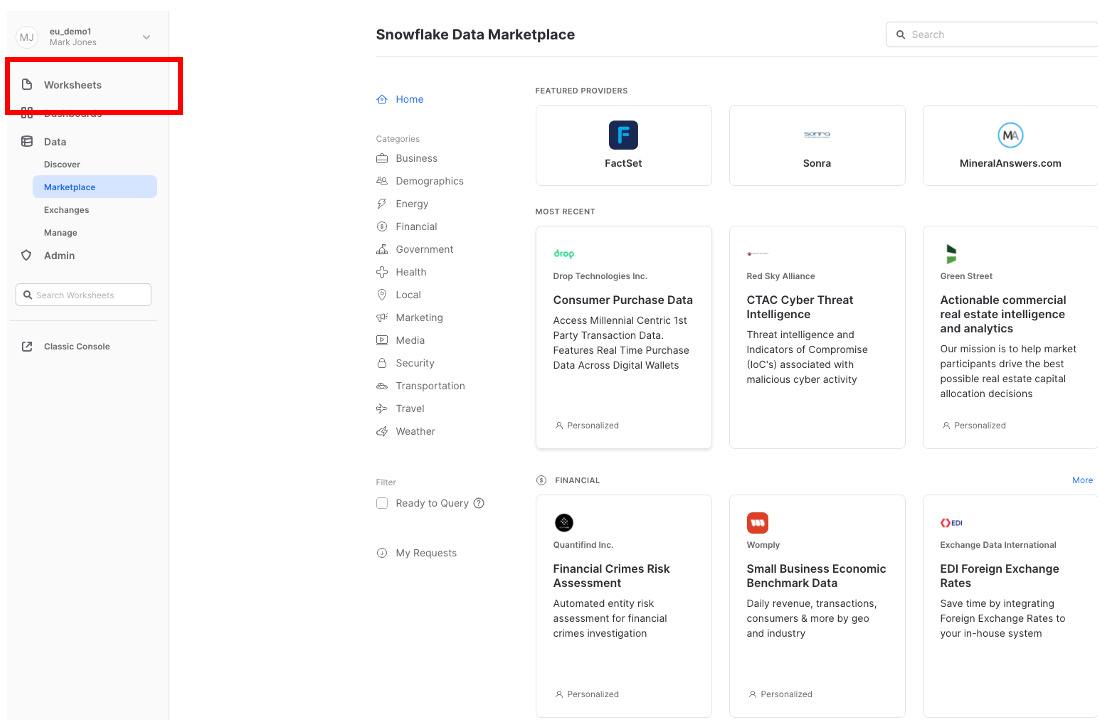 MJ
eu_demo1
Mark Jones
Worksheets
Dashboards
Data
Discover
Marketplace
Exchanges
Manage
Admin
Search Worksheets
Classic Console
Snowflake Data Marketplace
Search
Home
Categories
Business
Demographics
Energy
Financial
Government
Health
Local
Marketing
Media
Security
Transportation
Travel
Weather
Filter
Ready to Query
My Requests
FEATURED PROVIDERS
F
FactSet
sonra
Sonra
MA
MineralAnswers.com
MOST RECENT
drop
Drop Technologies Inc.
Consumer Purchase Data
Access Millennial Centric 1st
Party Transaction Data.
Features Real Time Purchase
Data Across Digital Wallets
Personalized
Red Sky Alliance
CTAC Cyber Threat
Intelligence
Threat intelligence and
Indicators of Compromise
(IoC's) associated with
malicious cyber activity
Green Street
Actionable commercial
real estate intelligence
and analytics
Our mission is to help market
participants drive the best
possible real estate capital
allocation decisions
Personalized
FINANCIAL
More
Quantifind Inc.
Financial Crimes Risk
Assessment
Automated entity risk
assessment for financial
crimes investigation
Personalized
Womply
Small Business Economic
Benchmark Data
Daily revenue, transactions,
consumers & more by geo
and industry
Personalized
EDI
Exchange Data International
EDI Foreign Exchange
Rates
Save time by integrating
Foreign Exchange Rates to
your in-house system